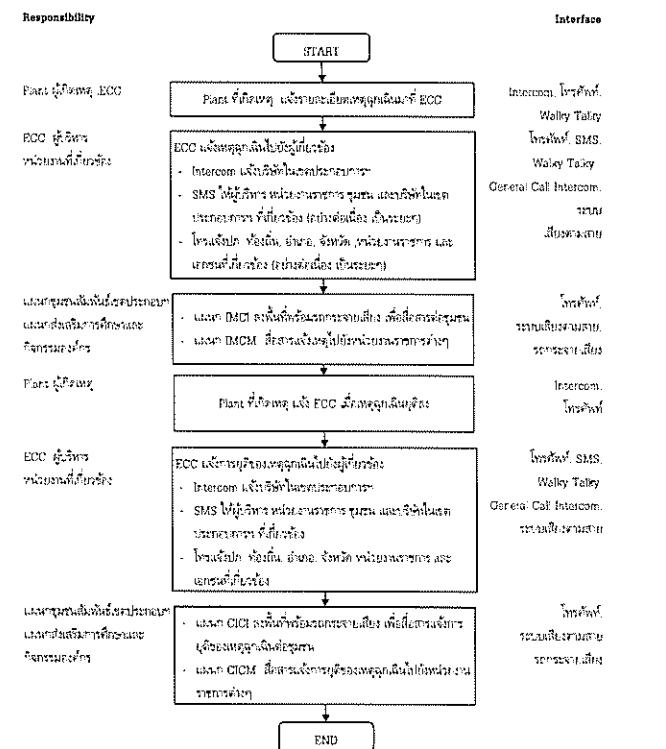 Responsibility
Interface
START
Plant ผู้เกิดเหตุ ,ECC
Plant ที่เกิดเหตุ แจ้งรายละเอียดเหตุฉุกเฉินมาที่ ECC
Intercom, โทรศัพท์,
Walky Talky
ECC ผู้บริหาร
หน่วยงานที่เกี่ยวข้อง
ECC แจ้งเหตุฉุกเฉินไปยังผู้เกี่ยวข้อง
- Intercom แจ้งบริษัทในเขตประกอบการฯ
- SMS ให้ผู้บริหาร หน่วยงานราชการ ชุมชน และบริษัทในเขต
ประกอบการฯ ที่เกี่ยวข้อง (อย่างต่อเนื่อง เป็นระยะๆ)
- โทรแจ้งปภ. ท้องถิ่น, อำเภอ, จังหวัด ,หน่วยงานราชการ และ
เอกชนที่เกี่ยวข้อง (อย่างต่อเนื่อง เป็นระยะๆ)
โทรศัพท์, SMS,
Walky Talky
General Call Intercom,
ระบบ
เสียงตามสาย
แผนกชุมชนสัมพันธ์เขตประกอบฯ
แผนกส่งเสริมการศึกษาและ
กิจกรรมองค์กร
- แผนก IMCI ลงพื้นที่พร้อมรถกระจายเสียง เพื่อสื่อสารต่อชุมชน
- แผนก IMCM สื่อสารแจ้งเหตุไปยังหน่วยงานราชการต่างๆ
โทรศัพท์,
ระบบเสียงตามสาย,
รถกระจายเสียง
Plant ผู้เกิดเหตุ
Plant ที่เกิดเหตุ แจ้ง ECC เมื่อเหตุฉุกเฉินยุติลง
Intercom,
โทรศัพท์
ECC ผู้บริหาร
หน่วยงานที่เกี่ยวข้อง
ECC แจ้งการยุติของเหตุฉุกเฉินไปยังผู้เกี่ยวข้อง
- Intercom แจ้งบริษัทในเขตประกอบการฯ
- SMS ให้ผู้บริหาร หน่วยงานราชการ ชุมชน และบริษัทในเขต
ประกอบการฯ ที่เกี่ยวข้อง
- โทรแจ้งปภ. ท้องถิ่น, อำเภอ, จังหวัด หน่วยงานราชการ และ
เอกชนที่เกี่ยวข้อง
โทรศัพท์, SMS,
Walky Talky
General Call Intercom,
ระบบเสียงตามสาย
แผนกชุมชนสัมพันธ์เขตประกอบฯ
แผนกส่งเสริมการศึกษาและ
กิจกรรมองค์กร
- แผนก CICI ลงพื้นที่พร้อมรถกระจายเสียง เพื่อสื่อสารแจ้งการ
ยุติของเหตุฉุกเฉินต่อชุมชน
- แผนก CICM สื่อสารแจ้งการยุติของเหตุฉุกเฉินไปยังหน่วยงาน
ราชการต่างๆ
โทรศัพท์,
ระบบเสียงตามสาย
รถกระจายเสียง
END